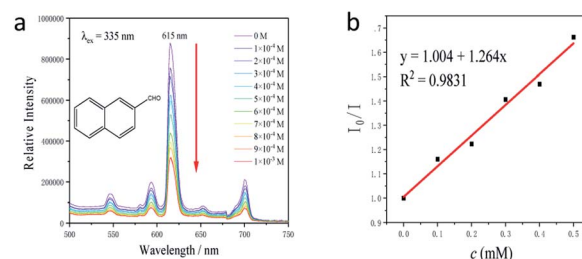 a
λex = 335 nm
615 nm
CHO
0 M
1×10⁻⁴ M
2×10⁻⁴ M
3×10⁻⁴ M
4×10⁻⁴ M
5×10⁻⁴ M
6×10⁻⁴ M
7×10⁻⁴ M
8×10⁻⁴ M
9×10⁻⁴ M
1×10⁻³ M
Relative Intensity
1000000
800000
600000
400000
200000
0
500 550 600 650 700 750
Wavelength / nm
b
y = 1.004 + 1.264x
R² = 0.9831
I₀ / I
1.7
1.6
1.5
1.4
1.3
1.2
1.1
1.0
0.9
0.0 0.1 0.2 0.3 0.4 0.5
c (mM)